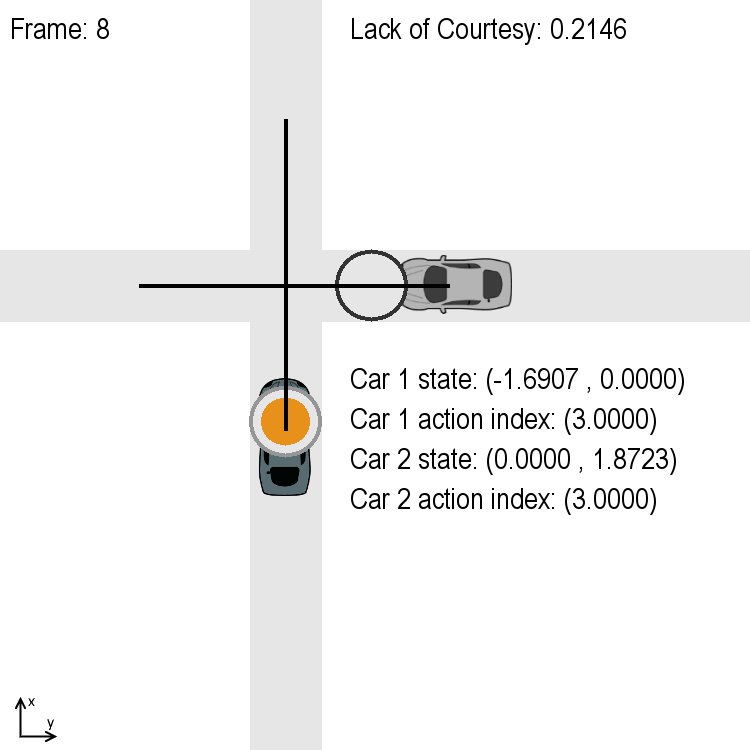 Frame: 8
Lack of Courtesy: 0.2146
Car 1 state: (-1.6907 , 0.0000)
Car 1 action index: (3.0000)
Car 2 state: (0.0000 , 1.8723)
Car 2 action index: (3.0000)
x
y